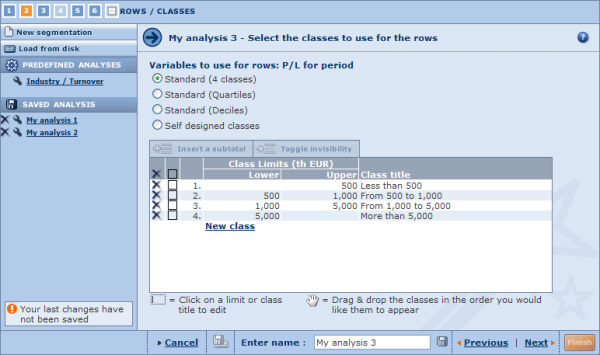 1 2 3 4 5 6 ROWS / CLASSES
New segmentation
Load from disk
PREDEFINED ANALYSES
Industry / Turnover
SAVED ANALYSIS
My analysis 1
My analysis 2
Your last changes have
not been saved
My analysis 3 - Select the classes to use for the rows
?
Variables to use for rows: P/L for period
Standard (4 classes)
Standard (Quartiles)
Standard (Deciles)
Self designed classes
Insert a subtotal Toggle invisibility
Class Limits (th EUR)
Lower Upper Class title
1. 500 Less than 500
2. 500 1,000 From 500 to 1,000
3. 1,000 5,000 From 1,000 to 5,000
4. 5,000 More than 5,000
New class
= Click on a limit or class
title to edit
= Drag & drop the classes in the order you would
like them to appear
Cancel Enter name : My analysis 3 Previous | Next Finish